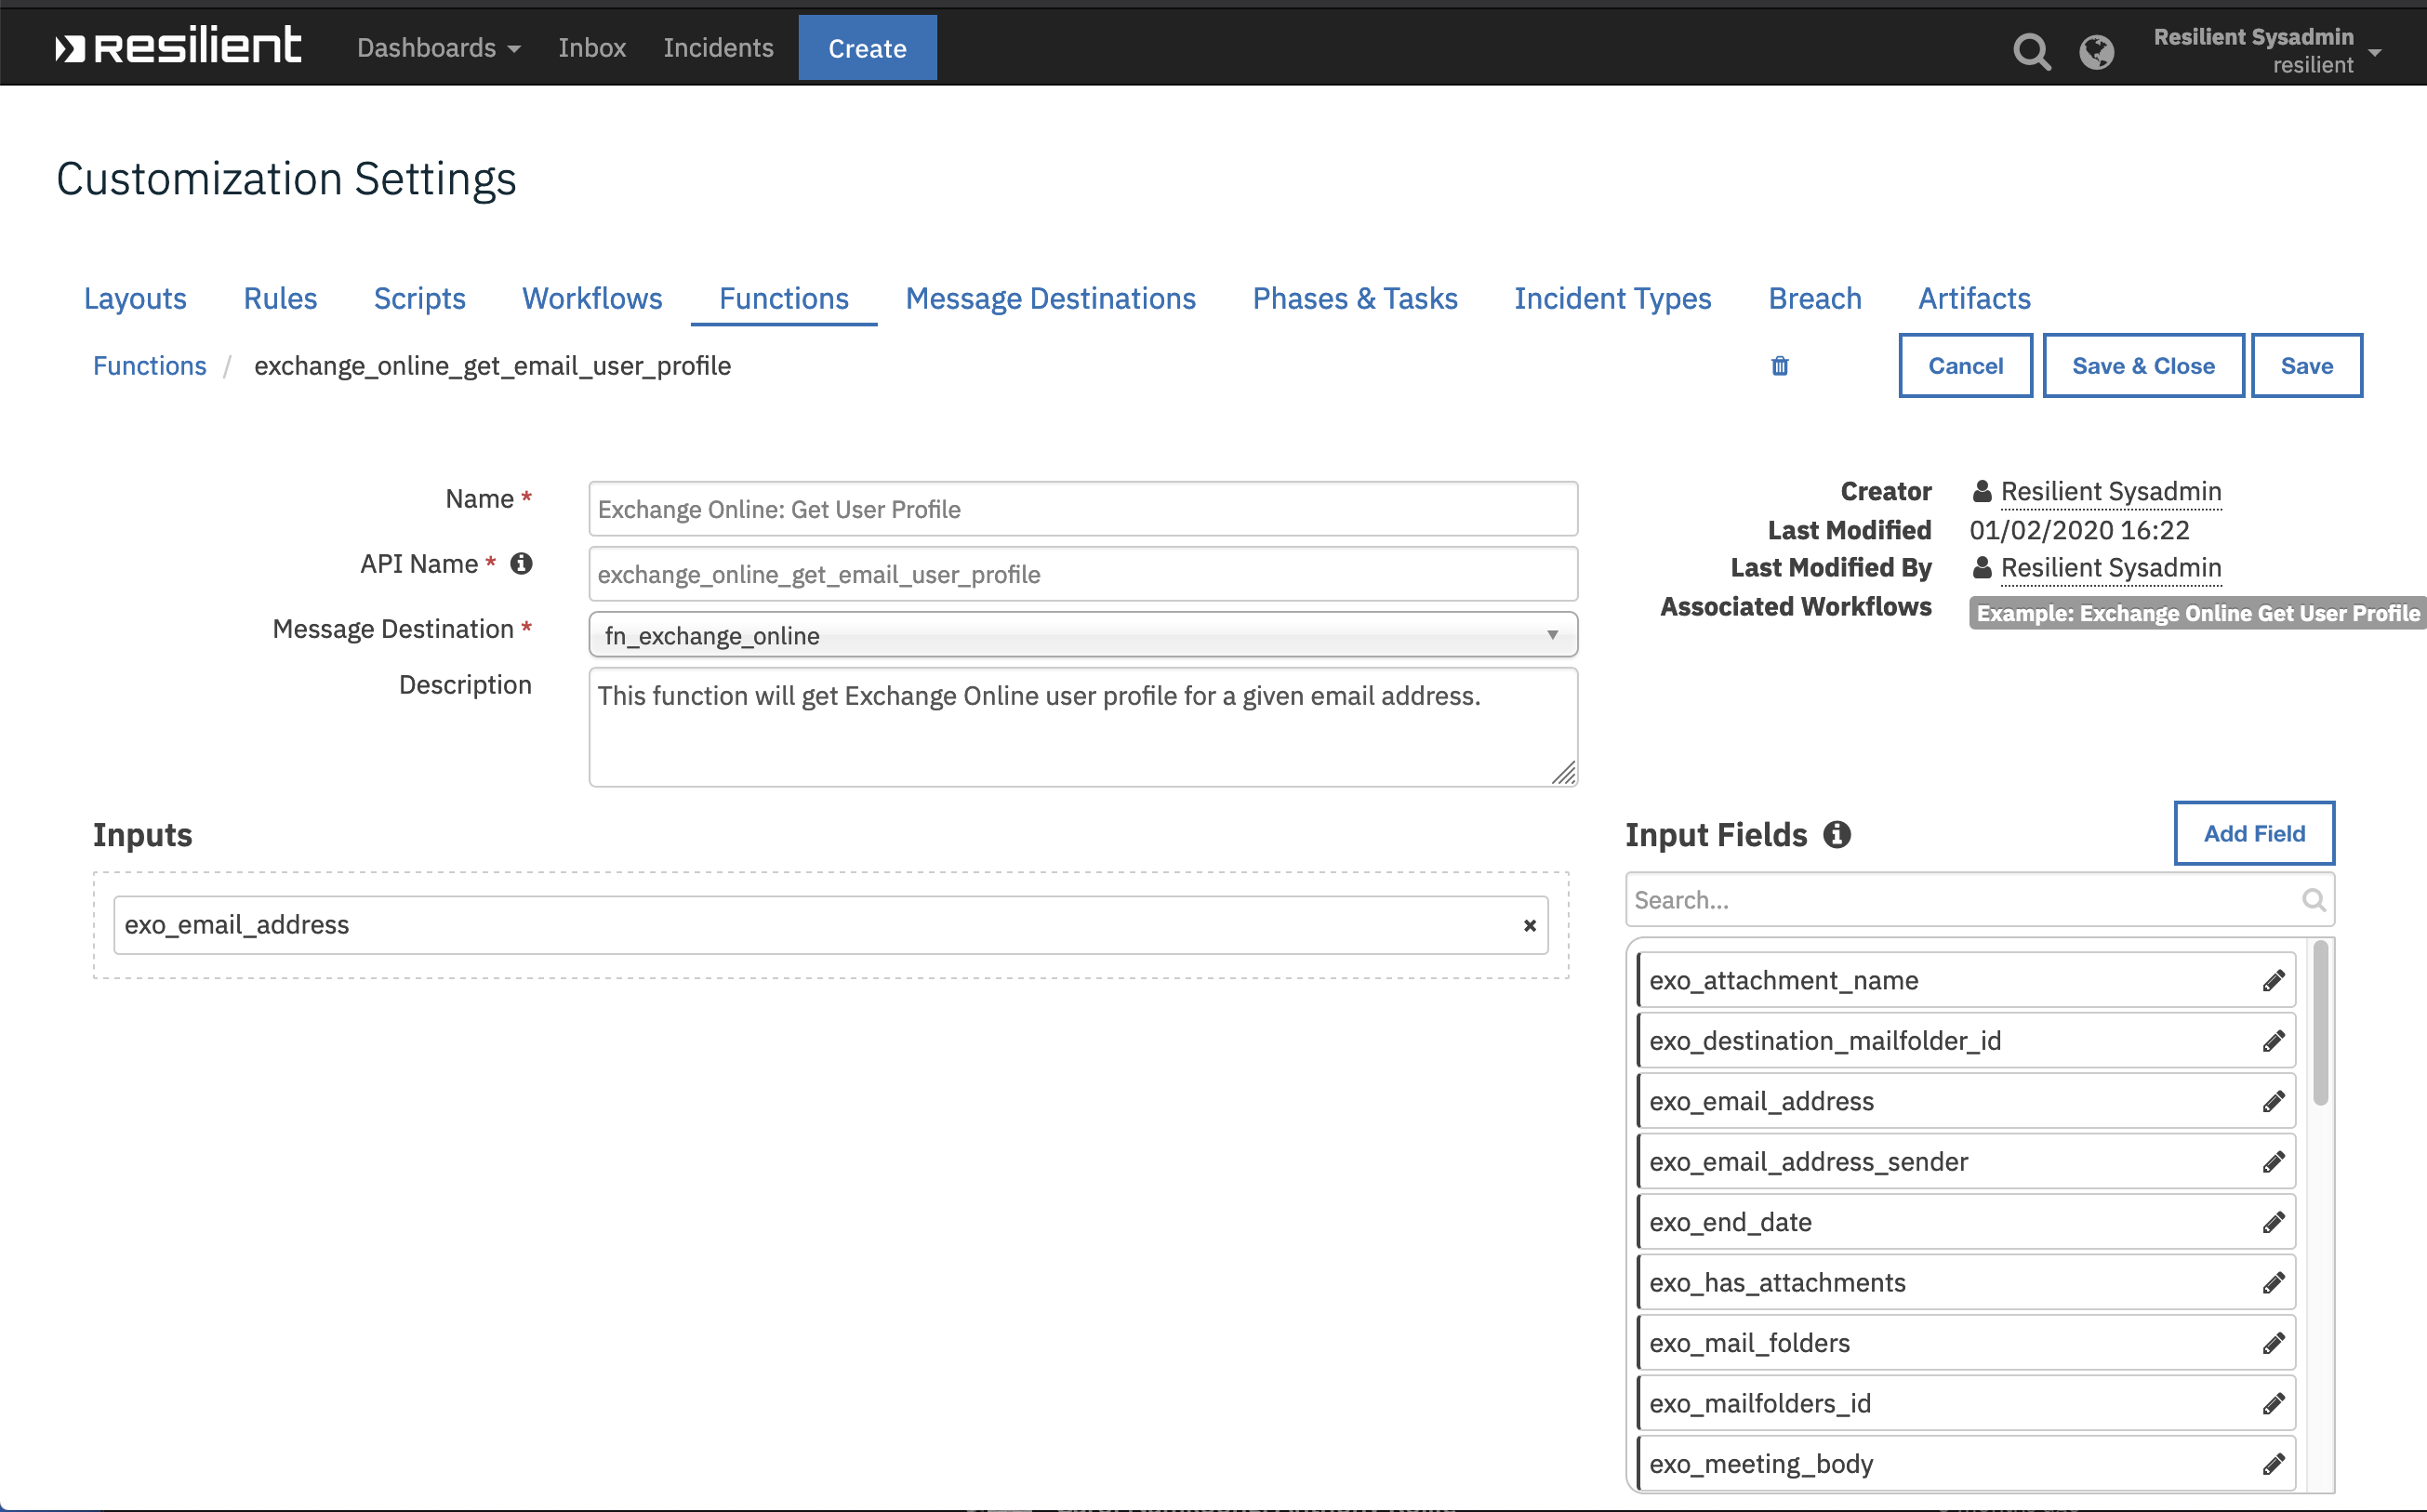 resilient Dashboards Inbox Incidents Create Resilient Sysadmin
resilient
Customization Settings
Layouts Rules Scripts Workflows Functions Message Destinations Phases & Tasks Incident Types Breach Artifacts
Functions / exchange_online_get_email_user_profile Cancel Save & Close Save
Name * Exchange Online: Get User Profile
API Name * exchange_online_get_email_user_profile
Message Destination * fn_exchange_online
Description This function will get Exchange Online user profile for a given email address.
Creator Resilient Sysadmin
Last Modified 01/02/2020 16:22
Last Modified By Resilient Sysadmin
Associated Workflows Example: Exchange Online Get User Profile
Inputs
exo_email_address
Input Fields Add Field
Search...
exo_attachment_name
exo_destination_mailfolder_id
exo_email_address
exo_email_address_sender
exo_end_date
exo_has_attachments
exo_mail_folders
exo_mailfolders_id
exo_meeting_body